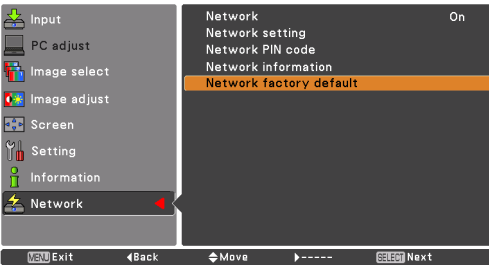 Input
PC adjust
Image select
Image adjust
Screen
Setting
Information
Network
Network On
Network setting
Network PIN code
Network information
Network factory default
MENU Exit ◀Back ◆Move ▶----- SELECT Next